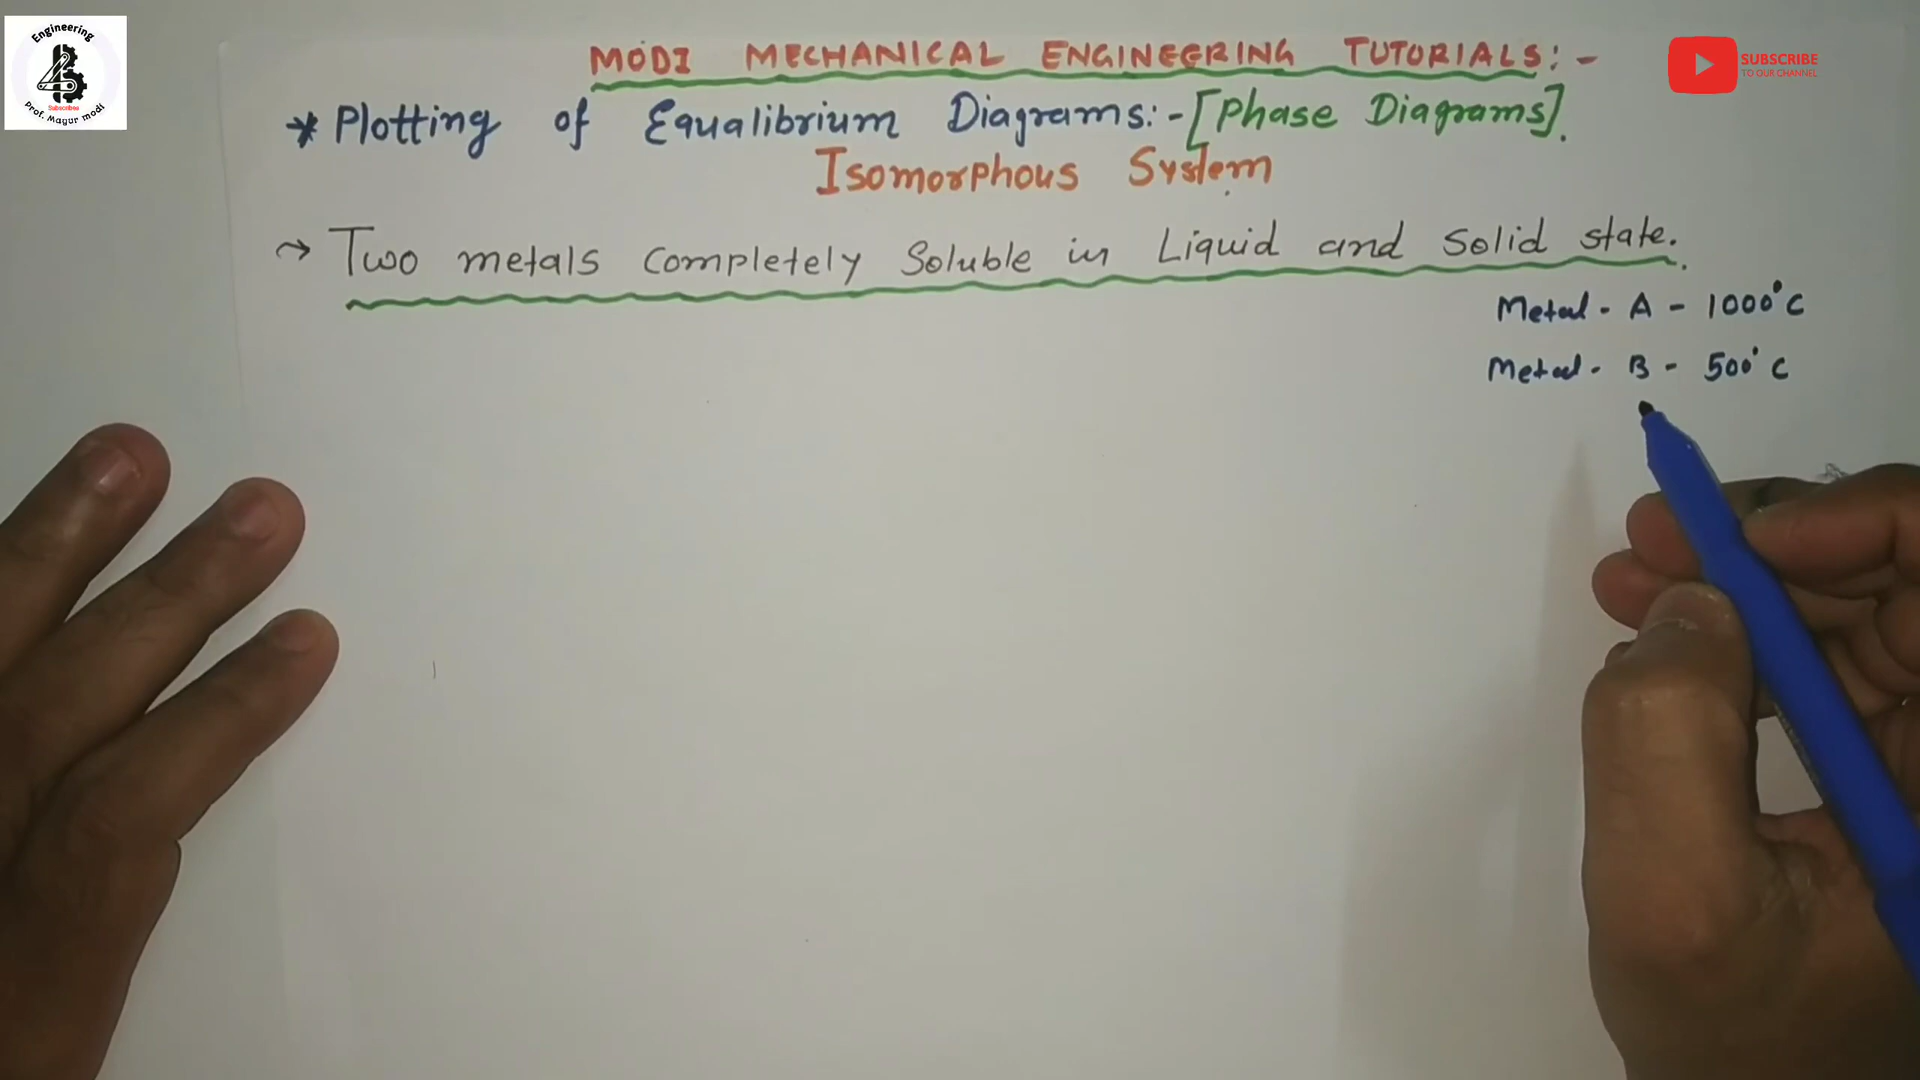 Engineering
Subscribes
Prof. Mayur modi
SUBSCRIBE
TO OUR CHANNEL
MODI MECHANICAL ENGINEERING TUTORIALS:-
* Plotting of Equalibrium Diagrams:-[Phase Diagrams].
Isomorphous System
→ Two metals completely Soluble in Liquid and Solid state.
Metal - A - 1000°C
Metal - B - 500°C